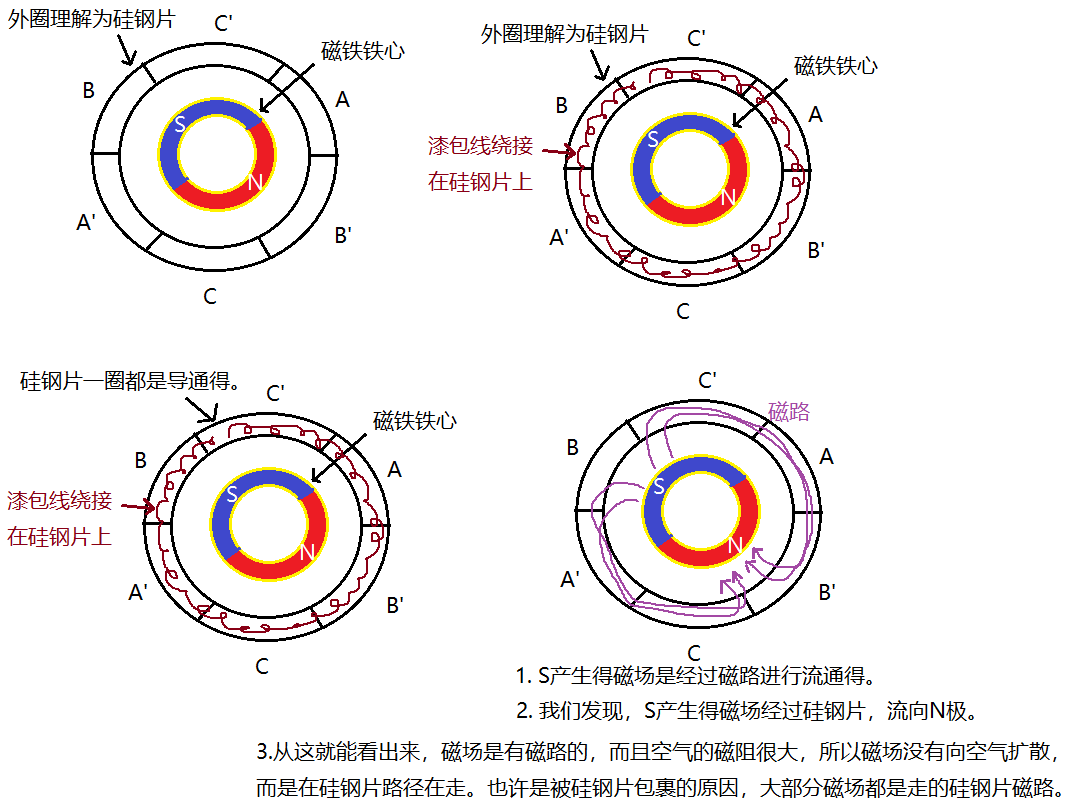 外圈理解为硅钢片
C'
磁铁铁心
B
A
S
N
A'
B'
C
外圈理解为硅钢片
C'
磁铁铁心
B
A
漆包线绕接
在硅钢片上
S
N
A'
B'
C
硅钢片一圈都是导通得。
C'
磁铁铁心
B
A
漆包线绕接
在硅钢片上
S
N
A'
B'
C
C'
磁路
B
A
S
N
A'
B'
C
1. S产生得磁场是经过磁路进行流通得。
2. 我们发现，S产生得磁场经过硅钢片，流向N极。
3.从这就能看出来，磁场是有磁路的，而且空气的磁阻很大，所以磁场没有向空气扩散，
而是在硅钢片路径在走。也许是被硅钢片包裹的原因，大部分磁场都是走的硅钢片磁路。